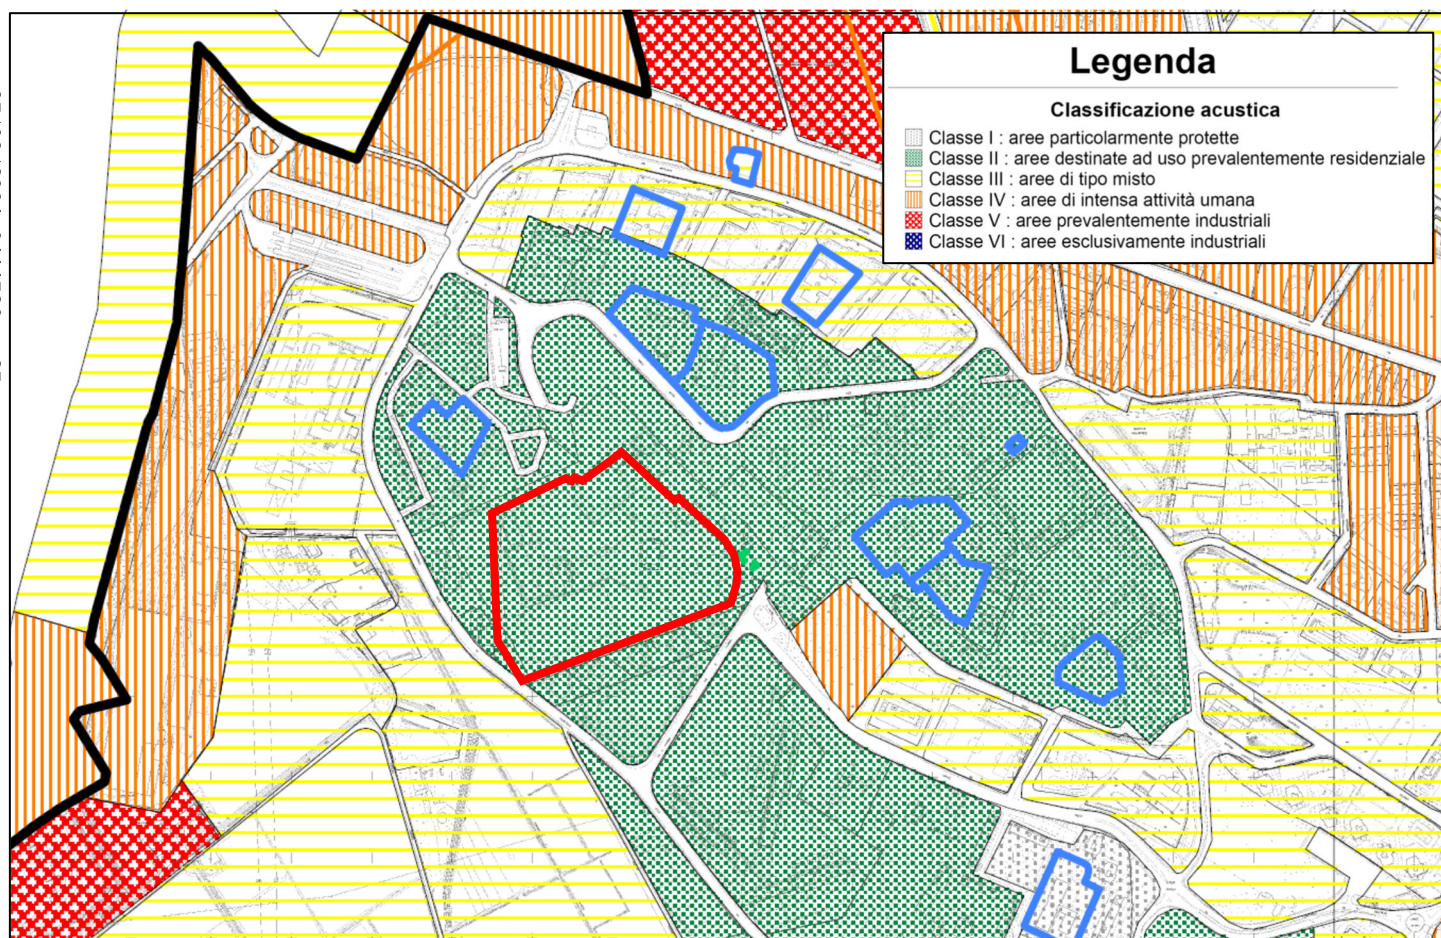 Legenda
Classificazione acustica
Classe I : aree particolarmente protette
Classe II : aree destinate ad uso prevalentemente residenziale
Classe III : aree di tipo misto
Classe IV : aree di intensa attività umana
Classe V : aree prevalentemente industriali
Classe VI : aree esclusivamente industriali